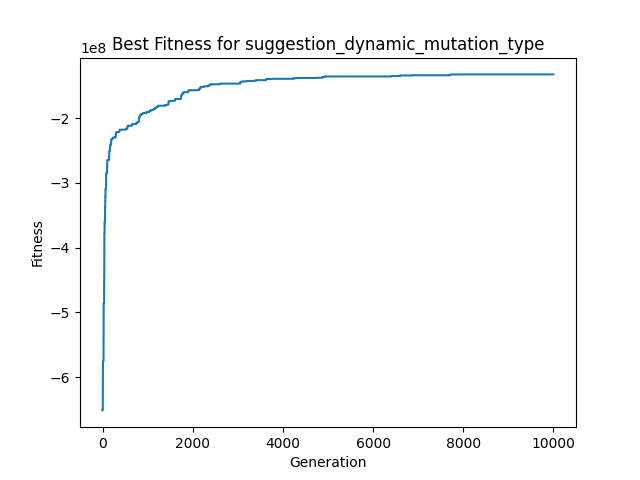 Best Fitness for suggestion_dynamic_mutation_type
1e8
−2
−3
−4
−5
−6
Fitness
0 2000 4000 6000 8000 10000
Generation